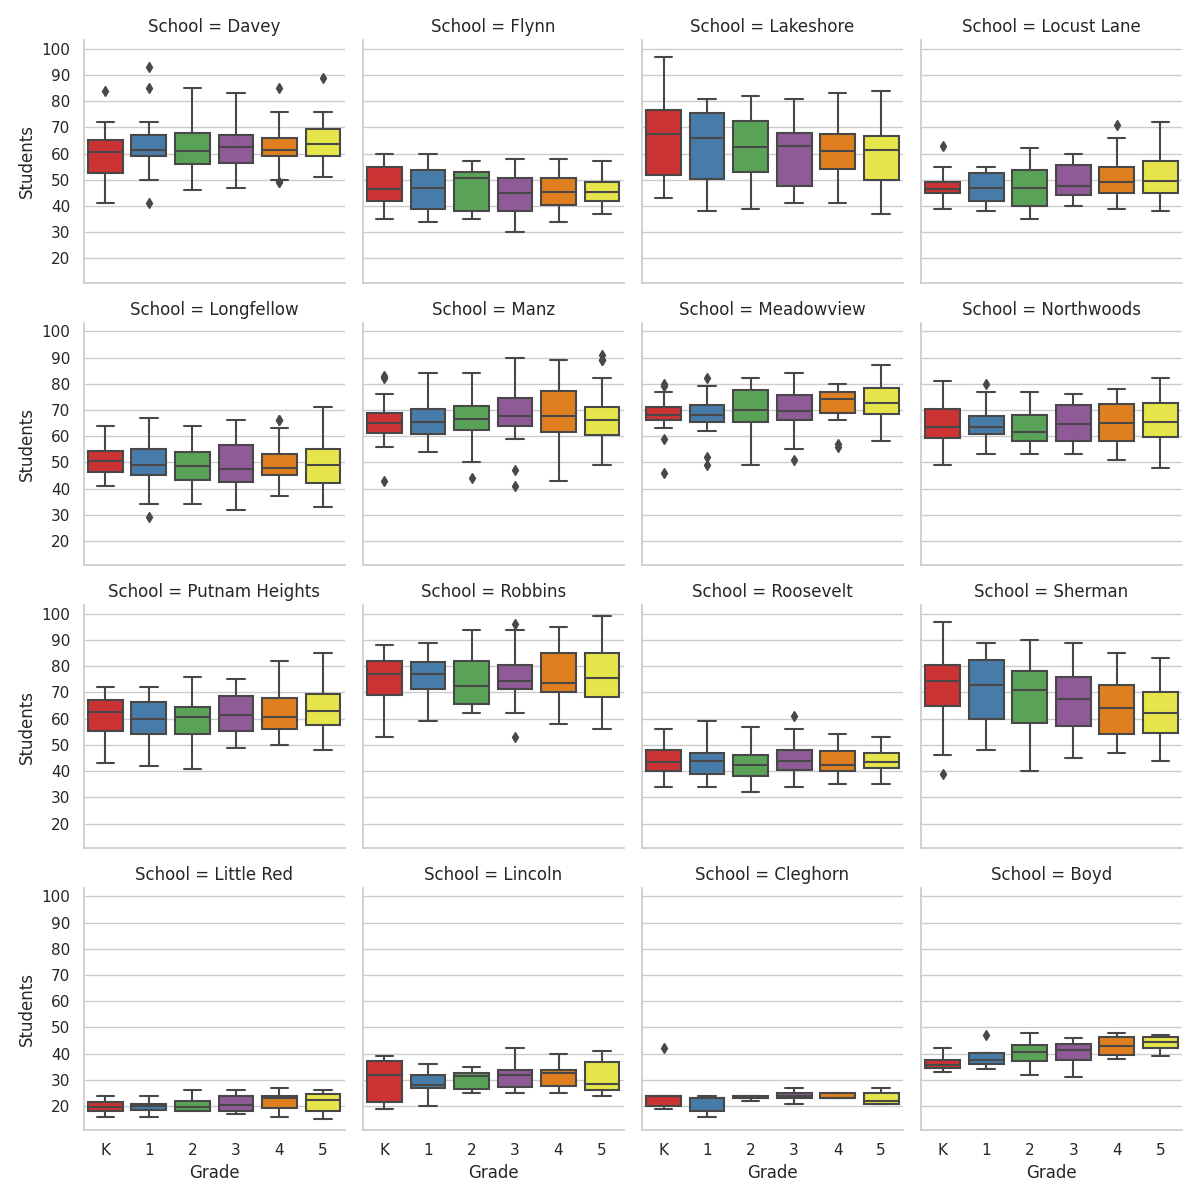 School = Davey
School = Flynn
School = Lakeshore
School = Locust Lane
100
90
80
70
60
50
40
30
20
Students
School = Longfellow
School = Manz
School = Meadowview
School = Northwoods
100
90
80
70
60
50
40
30
20
Students
School = Putnam Heights
School = Robbins
School = Roosevelt
School = Sherman
100
90
80
70
60
50
40
30
20
Students
School = Little Red
School = Lincoln
School = Cleghorn
School = Boyd
100
90
80
70
60
50
40
30
20
Students
K 1 2 3 4 5
K 1 2 3 4 5
K 1 2 3 4 5
K 1 2 3 4 5
Grade
Grade
Grade
Grade